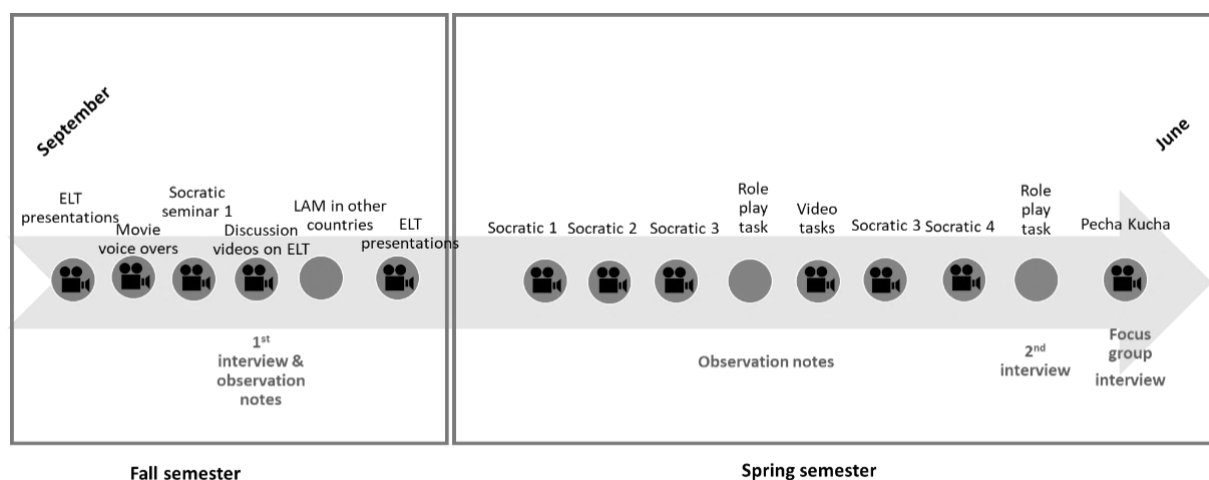 September
ELT
presentations
Movie
voice overs
Socratic
seminar 1
Discussion
videos on ELT
LAM in other
countries
ELT
presentations
1st
interview &
observation
notes
Fall semester
June
Socratic 1
Socratic 2
Socratic 3
Role
play
task
Video
tasks
Socratic 3
Socratic 4
Role
play
task
Pecha Kucha
Observation notes
2nd
interview
Focus
group
interview
Spring semester